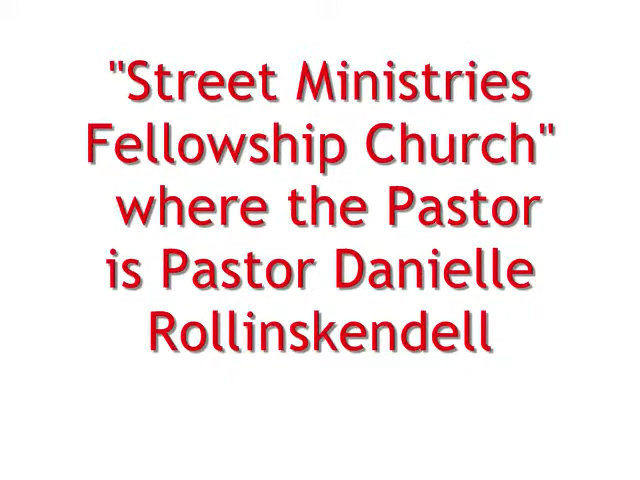 "Street Ministries
Fellowship Church"
where the Pastor
is Pastor Danielle
Rollinskendell